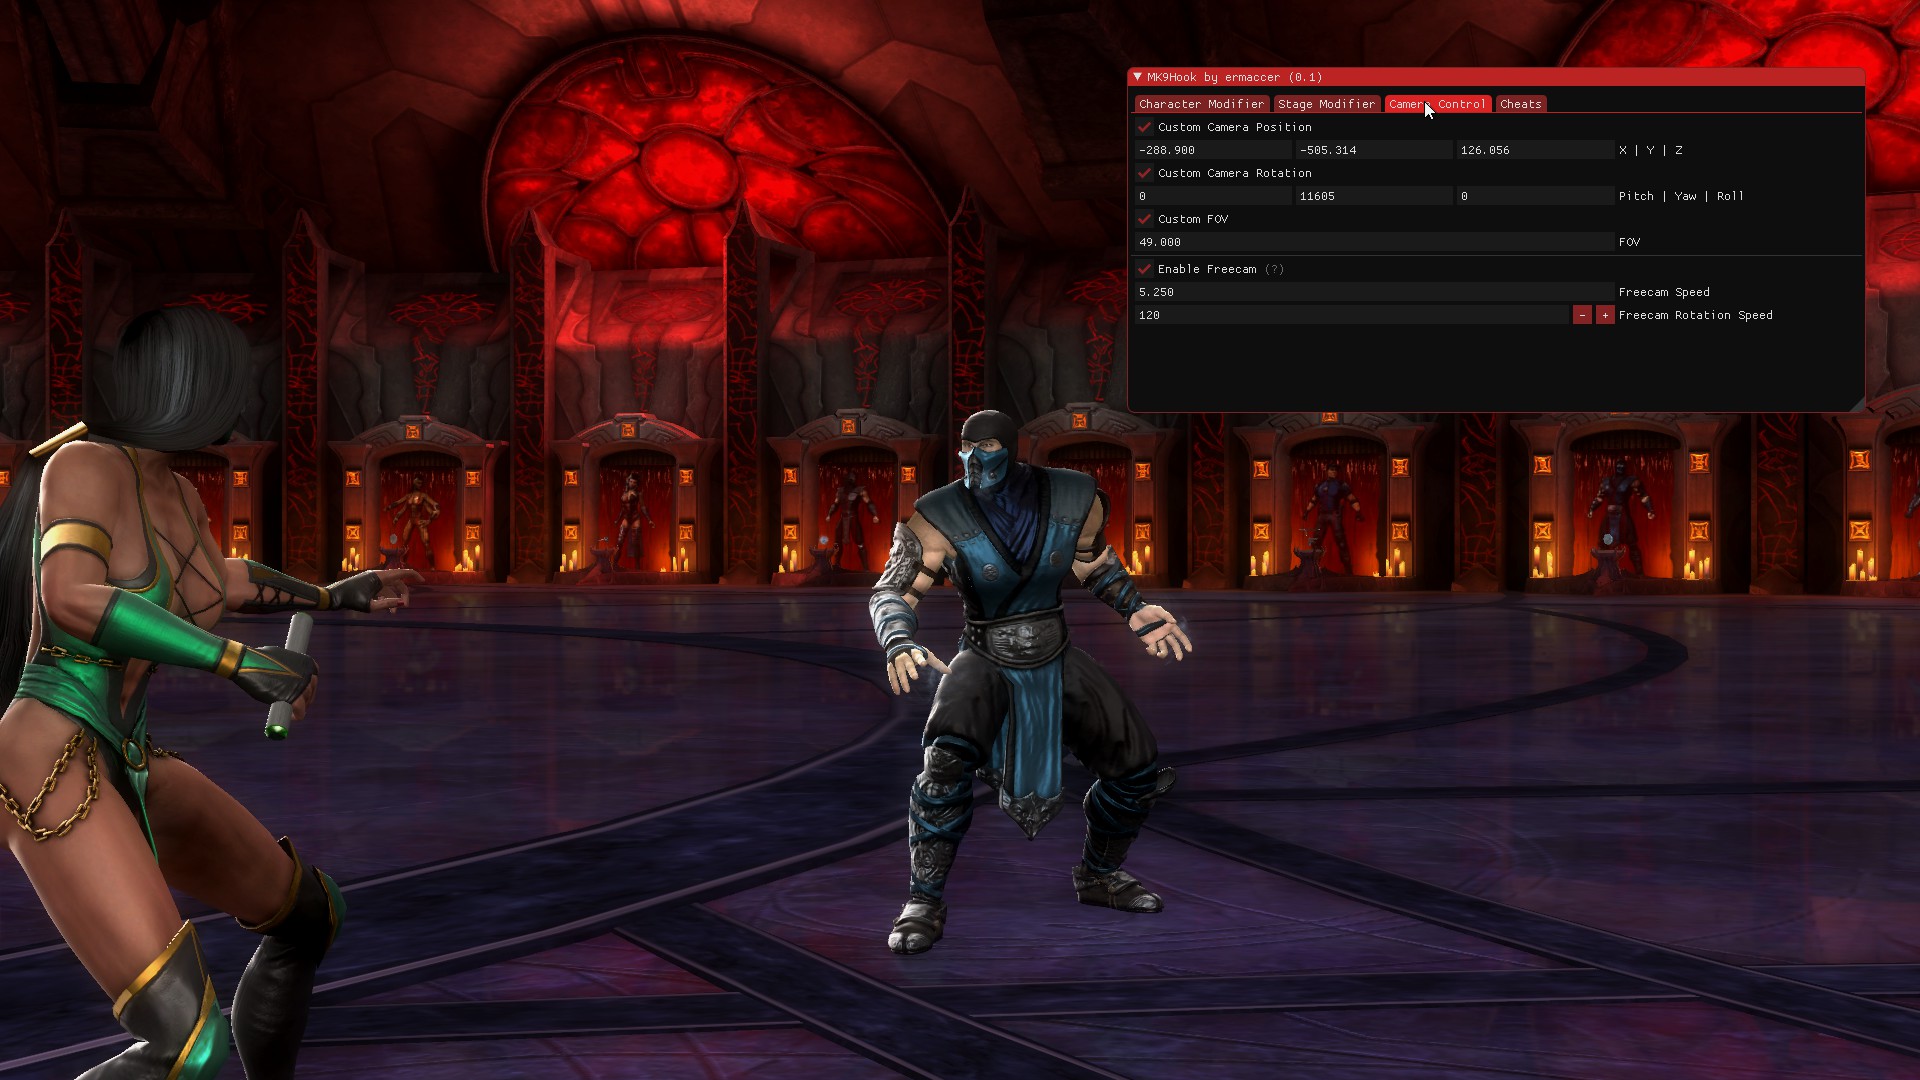 MK9Hook by ermaccer (0.1)
Character Modifier Stage Modifier Camera Control Cheats
Custom Camera Position
-288.900 -505.314 126.056 X | Y | Z
Custom Camera Rotation
0 11605 0 Pitch | Yaw | Roll
Custom FOV
49.000 FOV
Enable Freecam (?)
5.250 Freecam Speed
120 - + Freecam Rotation Speed